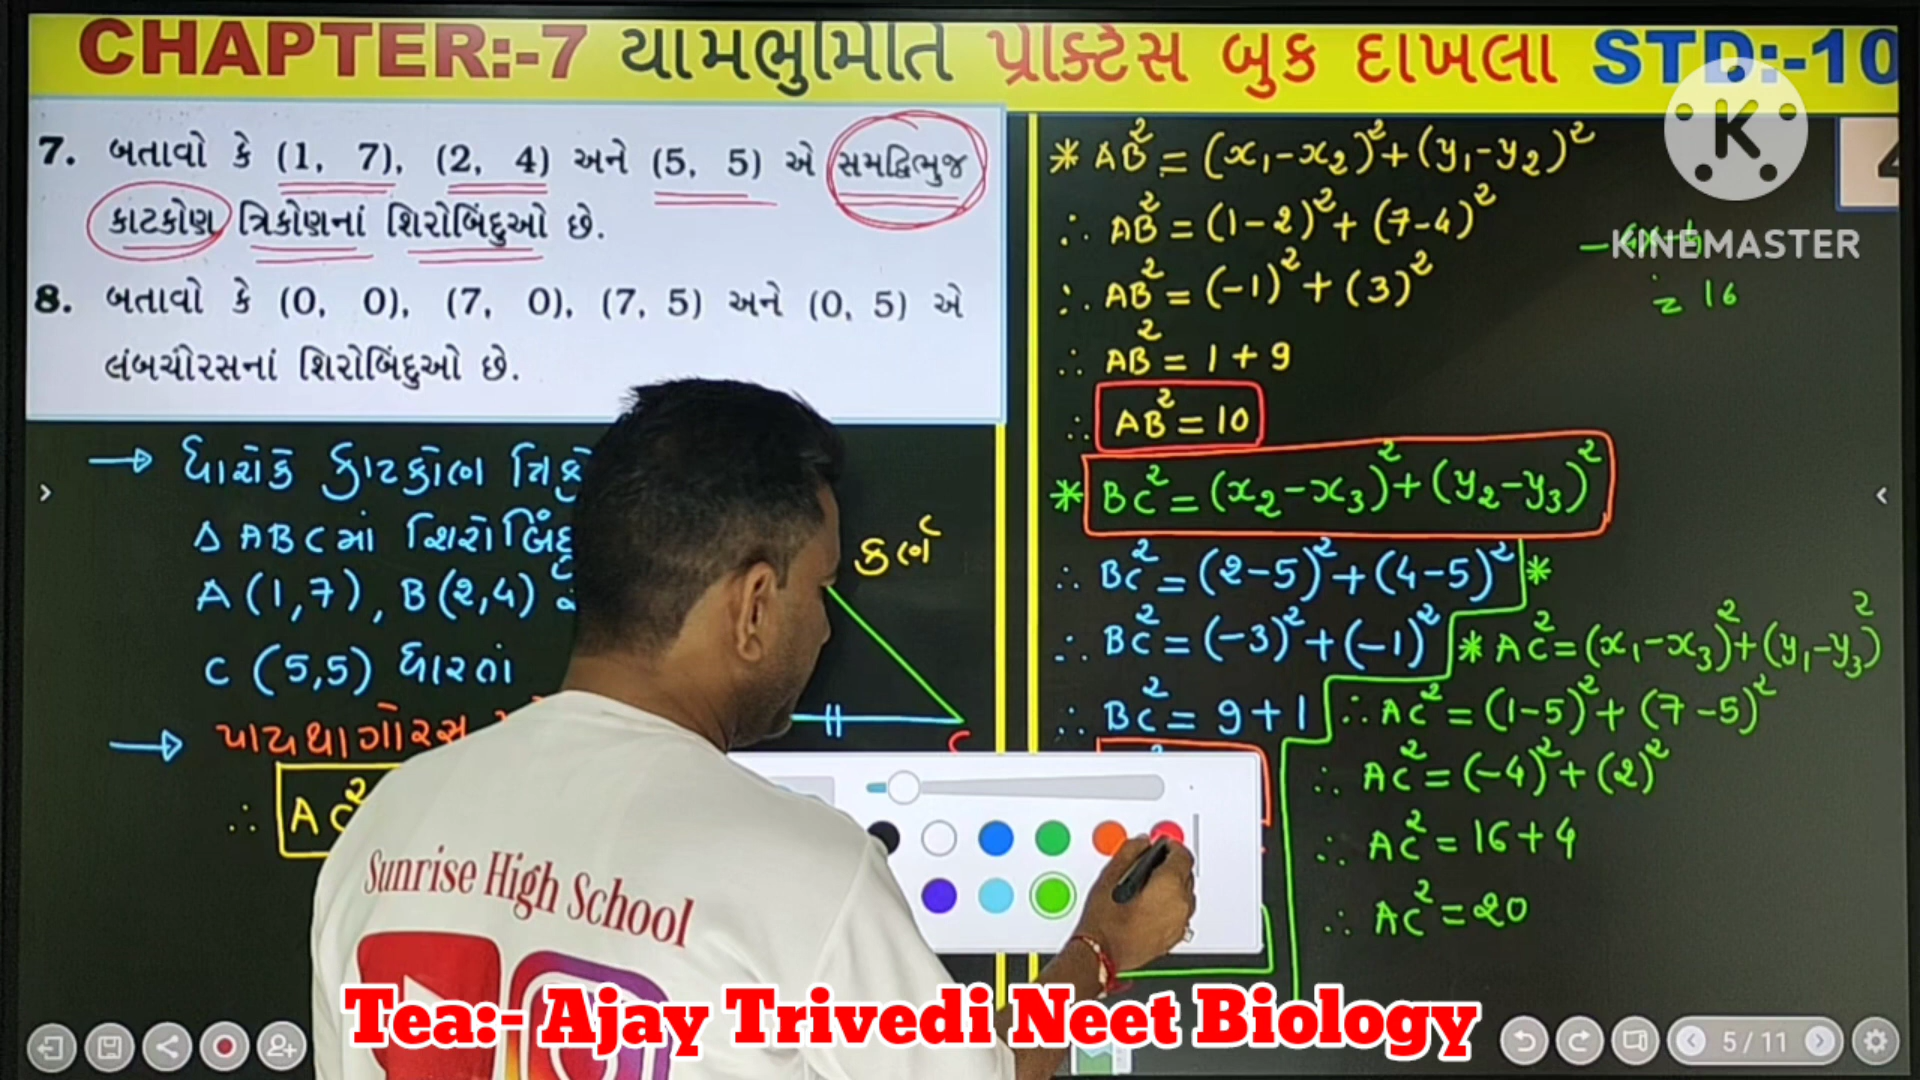 CHAPTER:-7 યામભુમિતિ પ્રેક્ટિસ બુક દાખલા STD:-10
7. બતાવો કે (1, 7), (2, 4) અને (5, 5) એ સમદ્વિભુજ
કાટકોણ ત્રિકોણનાં શિરોબિંદુઓ છે.
8. બતાવો કે (0, 0), (7, 0), (7, 5) અને (0, 5) એ
લંબચોરસનાં શિરોબિંદુઓ છે.
→ ધારોકે કાટકોણ
Δ ABC માં
A(1,7), B(2,4)
C (5,5) ધારતાં
→ પાયથાગોરસ
∴ AC²
કર્ણ
C
* AB² = (x₁-x₂)²+(y₁-y₂)²
∴ AB² = (1-2)²+(7-4)²
∴ AB² = (-1)²+(3)²
∴ AB² = 1+9
∴ AB² = 10
* BC² = (x₂-x₃)²+(y₂-y₃)²
∴ BC² = (2-5)²+(4-5)² *
∴ BC² = (-3)²+(-1)²
∴ BC² = 9+1
* AC² = (x₁-x₃)²+(y₁-y₃)²
∴ AC² = (1-5)²+(7-5)²
∴ AC² = (-4)²+(2)²
∴ AC² = 16+4
∴ AC² = 20
= 16
K
KINEMASTER
Sunrise High School
Tea:- Ajay Trivedi Neet Biology
5 / 11